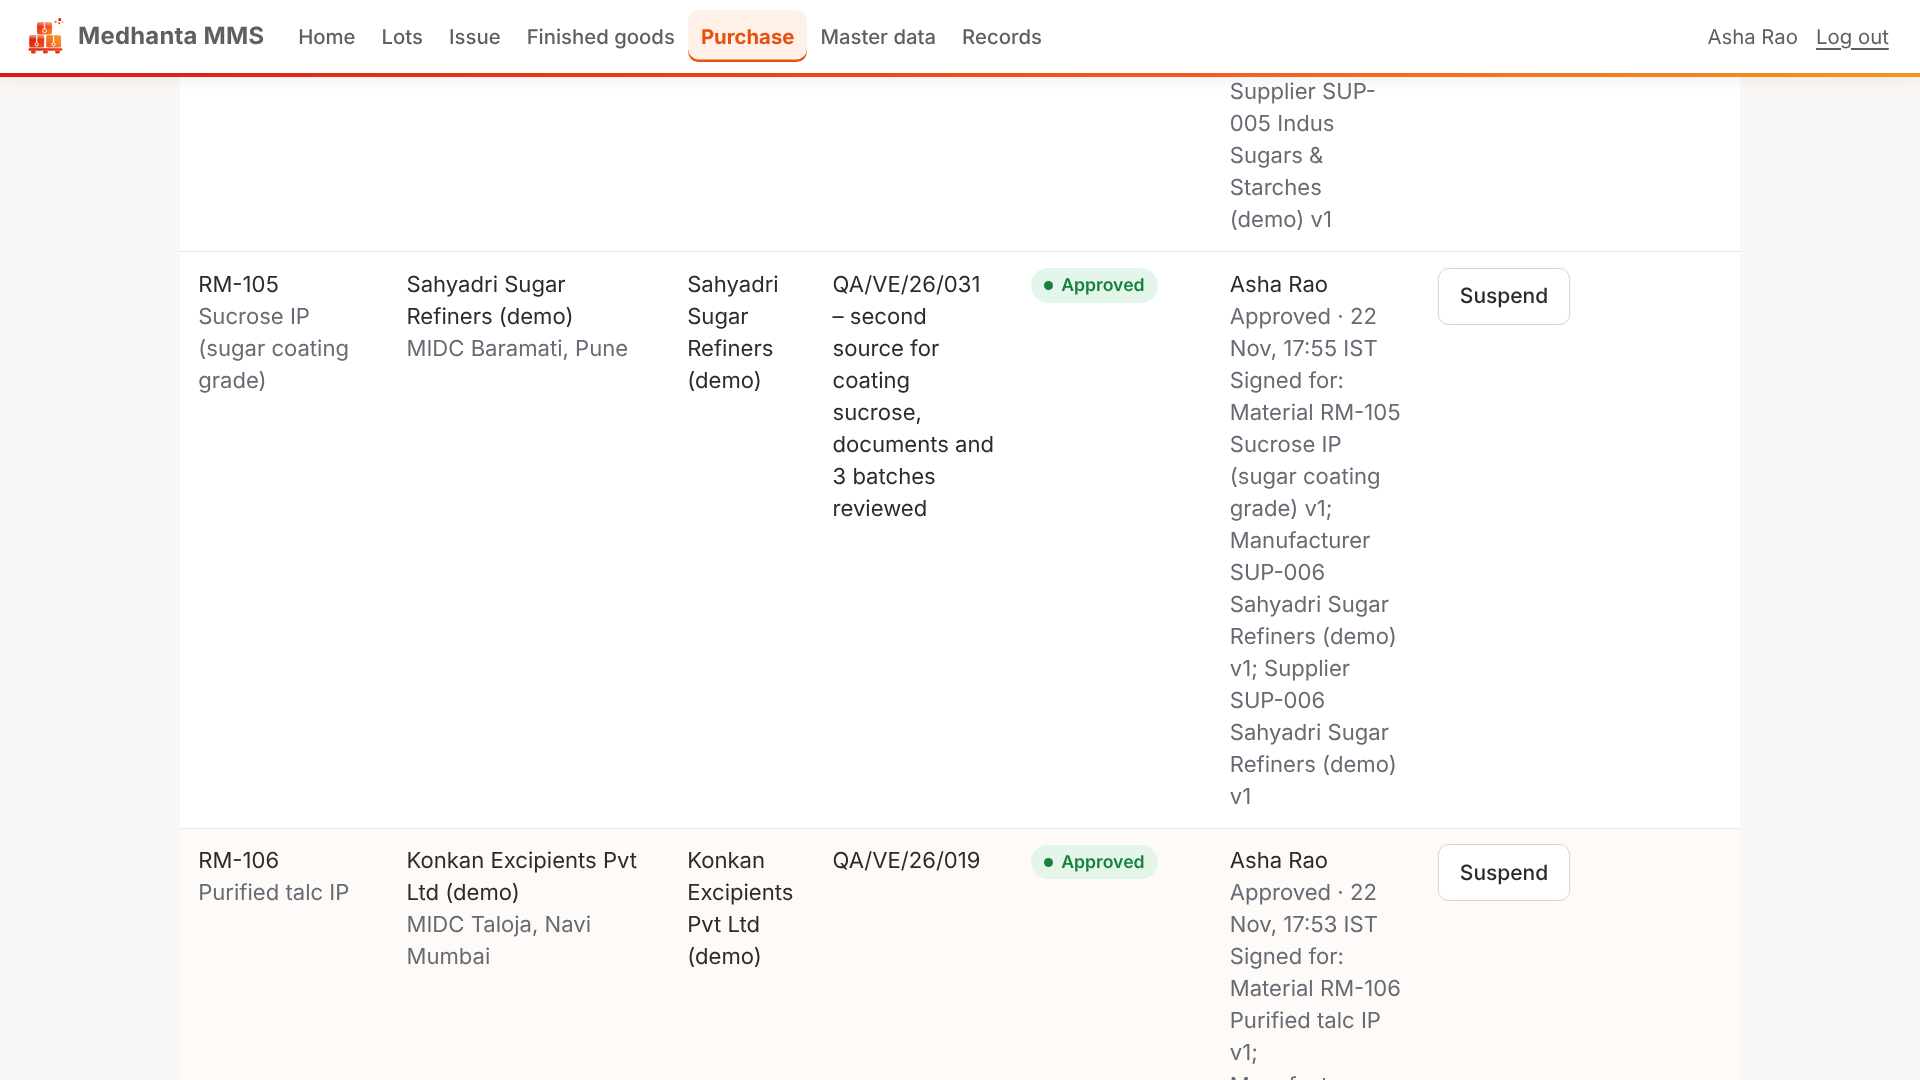 Medhanta MMS Home Lots Issue Finished goods Purchase Master data Records Asha Rao Log out
Supplier SUP-
005 Indus
Sugars &
Starches
(demo) v1
RM-105
Sucrose IP
(sugar coating
grade)
Sahyadri Sugar
Refiners (demo)
MIDC Baramati, Pune
Sahyadri
Sugar
Refiners
(demo)
QA/VE/26/031
– second
source for
coating
sucrose,
documents and
3 batches
reviewed
Approved
Asha Rao
Approved · 22
Nov, 17:55 IST
Signed for:
Material RM-105
Sucrose IP
(sugar coating
grade) v1;
Manufacturer
SUP-006
Sahyadri Sugar
Refiners (demo)
v1; Supplier
SUP-006
Sahyadri Sugar
Refiners (demo)
v1
Suspend
RM-106
Purified talc IP
Konkan Excipients Pvt
Ltd (demo)
MIDC Taloja, Navi
Mumbai
Konkan
Excipients
Pvt Ltd
(demo)
QA/VE/26/019
Approved
Asha Rao
Approved · 22
Nov, 17:53 IST
Signed for:
Material RM-106
Purified talc IP
v1;
Suspend